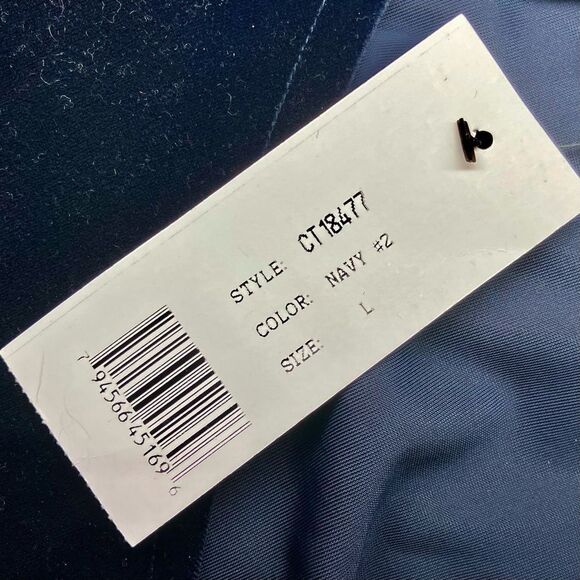 STYLE: CT18477
COLOR: NAVY #2
SIZE: L
7 94566 45169 6